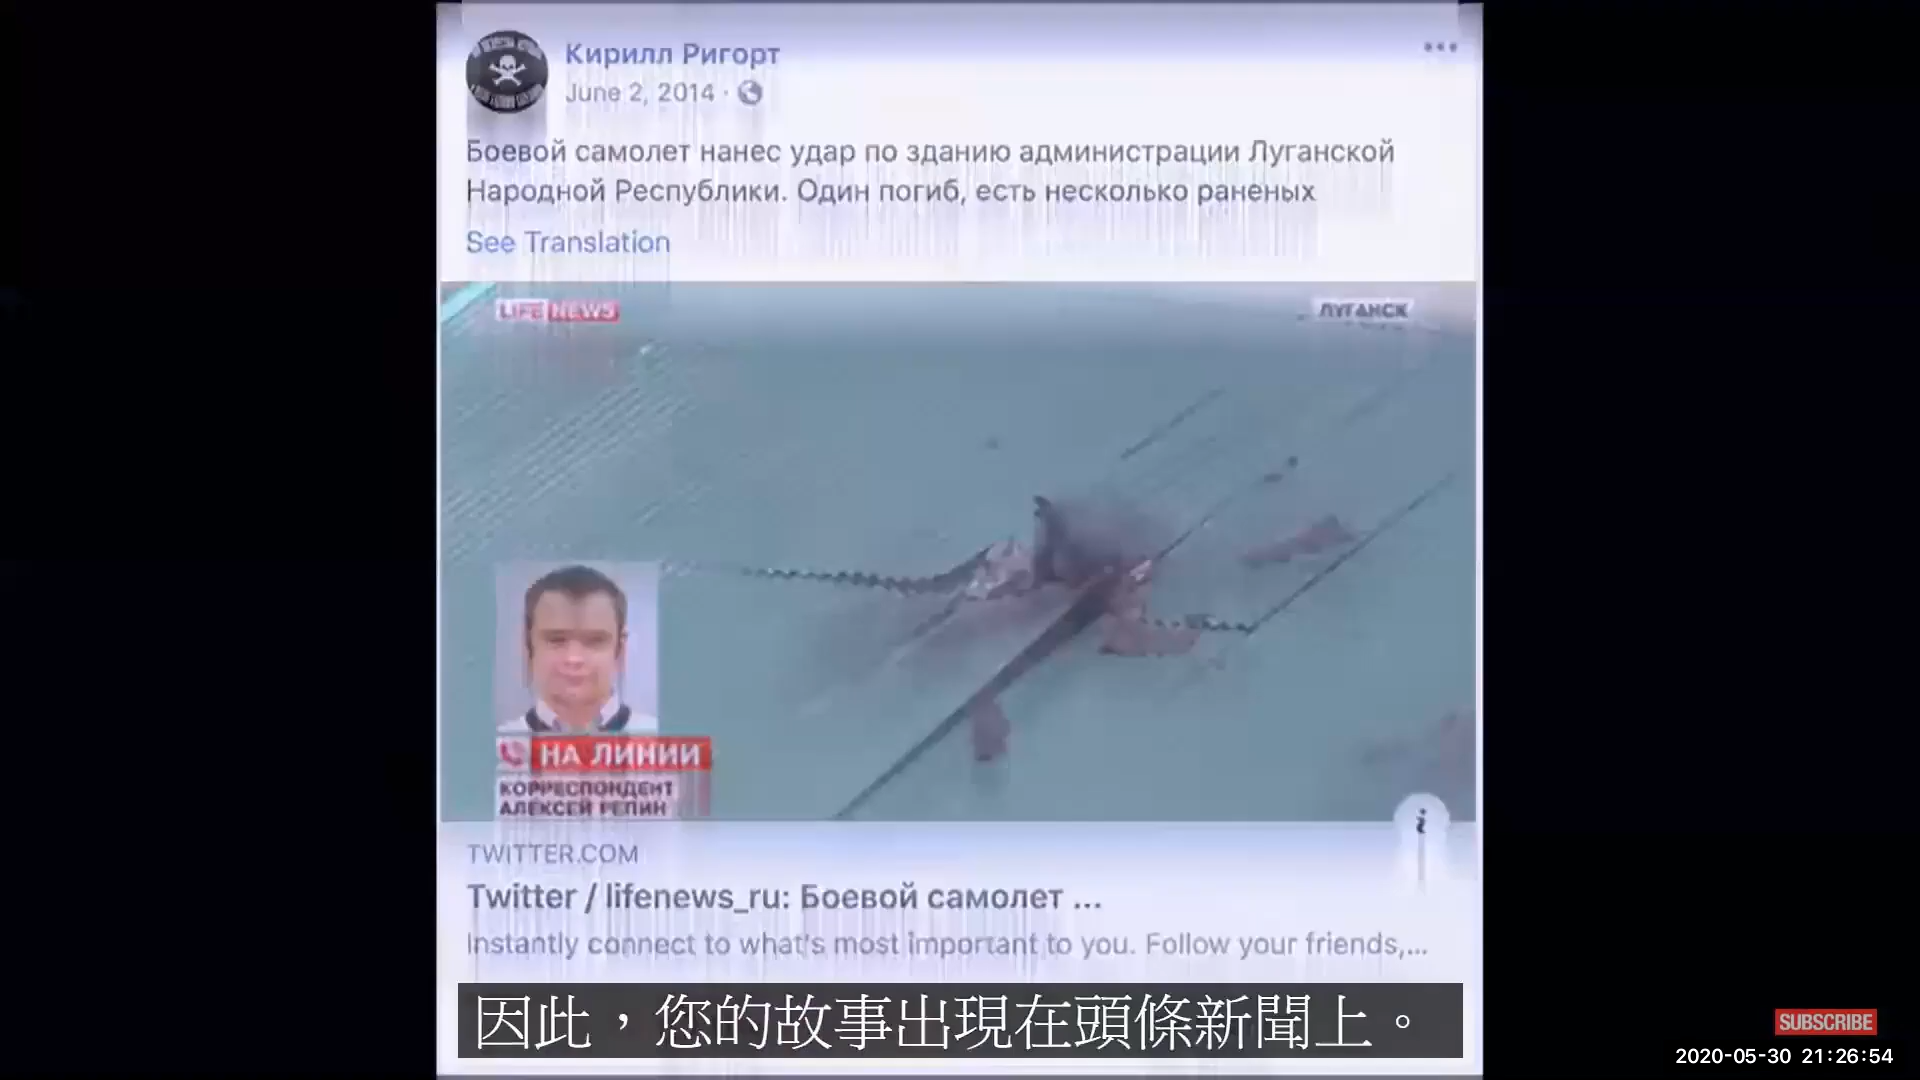 Кирилл Ригорт
June 2, 2014 ·
Боевой самолет нанес удар по зданию администрации Луганской
Народной Республики. Один погиб, есть несколько раненых
See Translation
LIFE NEWS
ЛУГАНСК
НА ЛИНИИ
КОРРЕСПОНДЕНТ
АЛЕКСЕЙ РЕПИН
TWITTER.COM
Twitter / lifenews_ru: Боевой самолет ...
Instantly connect to what's most important to you. Follow your friends,...
因此，您的故事出現在頭條新聞上。
SUBSCRIBE
2020-05-30 21:26:54